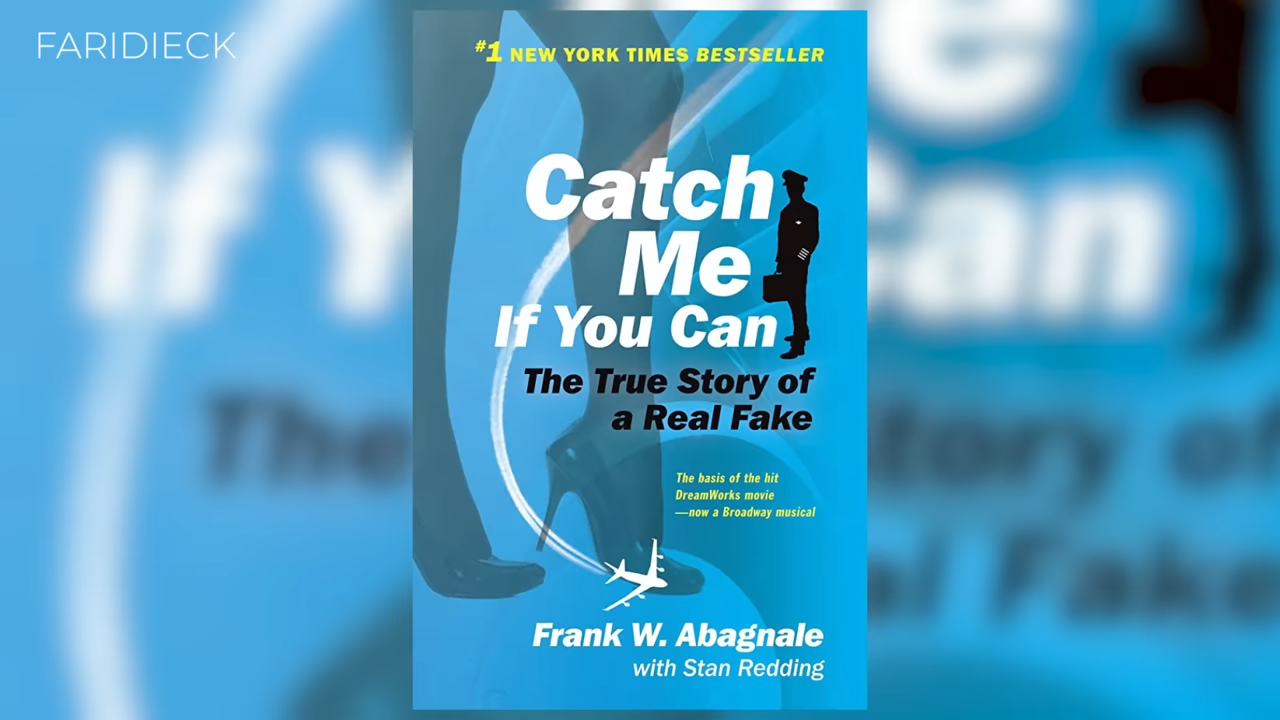 FARIDIECK
#1 NEW YORK TIMES BESTSELLER
Catch
Me
If You Can
The True Story of
a Real Fake
The basis of the hit
DreamWorks movie
—now a Broadway musical
Frank W. Abagnale
with Stan Redding